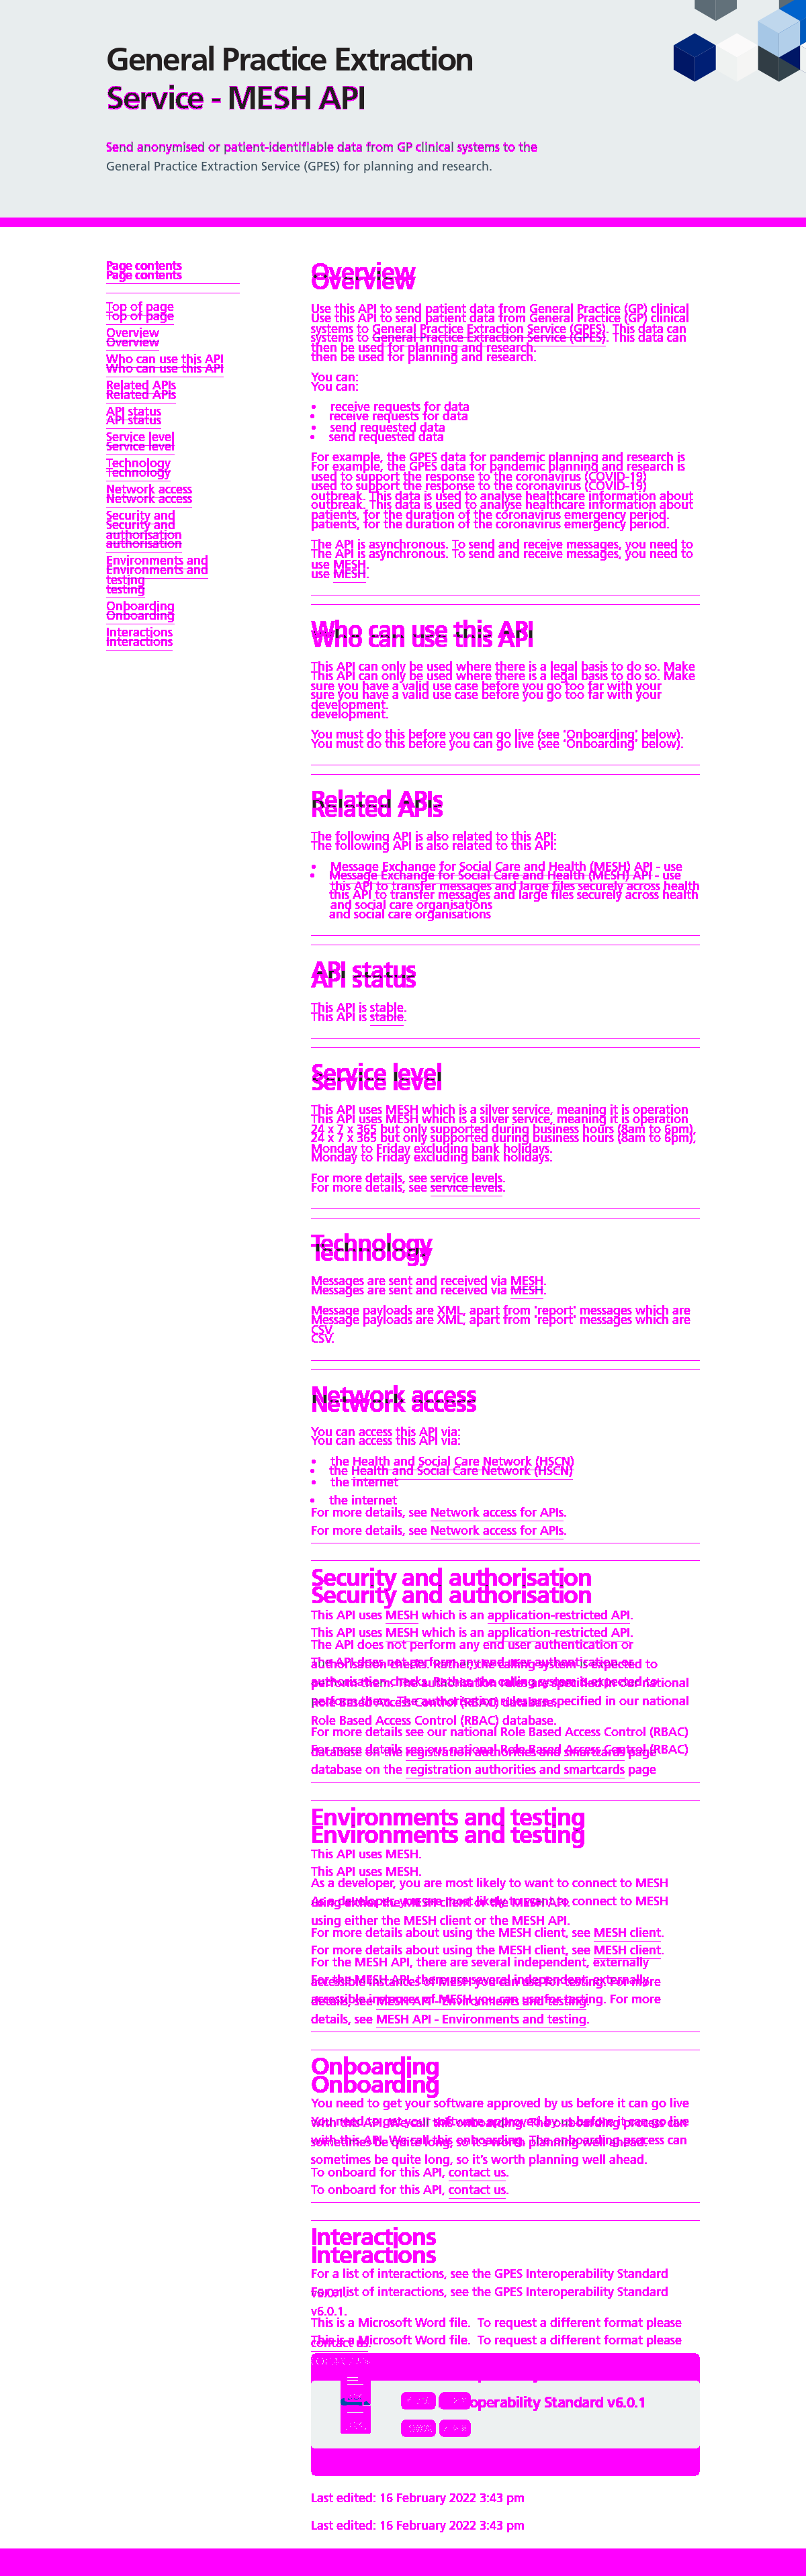 General Practice Extraction
Service - MESH API
Send anonymised or patient-identifiable data from GP clinical systems to the
General Practice Extraction Service (GPES) for planning and research.
Page contents
Top of page
Overview
Who can use this API
Related APIs
API status
Service level
Technology
Network access
Security and
authorisation
Environments and
testing
Onboarding
Interactions
Overview
Use this API to send patient data from General Practice (GP) clinical
systems to General Practice Extraction Service (GPES). This data can
then be used for planning and research.
You can:
• receive requests for data
• send requested data
For example, the GPES data for pandemic planning and research is
used to support the response to the coronavirus (COVID-19)
outbreak. This data is used to analyse healthcare information about
patients, for the duration of the coronavirus emergency period.
The API is asynchronous. To send and receive messages, you need to
use MESH.
Who can use this API
This API can only be used where there is a legal basis to do so. Make
sure you have a valid use case before you go too far with your
development.
You must do this before you can go live (see 'Onboarding' below).
Related APIs
The following API is also related to this API:
• Message Exchange for Social Care and Health (MESH) API - use
this API to transfer messages and large files securely across health
and social care organisations
API status
This API is stable.
Service level
This API uses MESH which is a silver service, meaning it is operation
24 x 7 x 365 but only supported during business hours (8am to 6pm),
Monday to Friday excluding bank holidays.
For more details, see service levels.
Technology
Messages are sent and received via MESH.
Message payloads are XML, apart from 'report' messages which are
CSV.
Network access
You can access this API via:
• the Health and Social Care Network (HSCN)
• the internet
For more details, see Network access for APIs.
Security and authorisation
This API uses MESH which is an application-restricted API.
The API does not perform any end user authentication or
authorisation checks. Rather, the calling system is expected to
perform them. The authorisation rules are specified in our national
Role Based Access Control (RBAC) database.
For more details see our national Role Based Access Control (RBAC)
database on the registration authorities and smartcards page
Environments and testing
This API uses MESH.
As a developer, you are most likely to want to connect to MESH
using either the MESH client or the MESH API.
For more details about using the MESH client, see MESH client.
For the MESH API, there are several independent, externally
accessible instances of MESH you can use for testing. For more
details, see MESH API - Environments and testing.
Onboarding
You need to get your software approved by us before it can go live
with this API. We call this onboarding. The onboarding process can
sometimes be quite long, so it's worth planning well ahead.
To onboard for this API, contact us.
Interactions
For a list of interactions, see the GPES Interoperability Standard
v6.0.1.
This is a Microsoft Word file. To request a different format please
contact us.
operability Standard v6.0.1
Last edited: 16 February 2022 3:43 pm
Last edited: 16 February 2022 3:43 pm